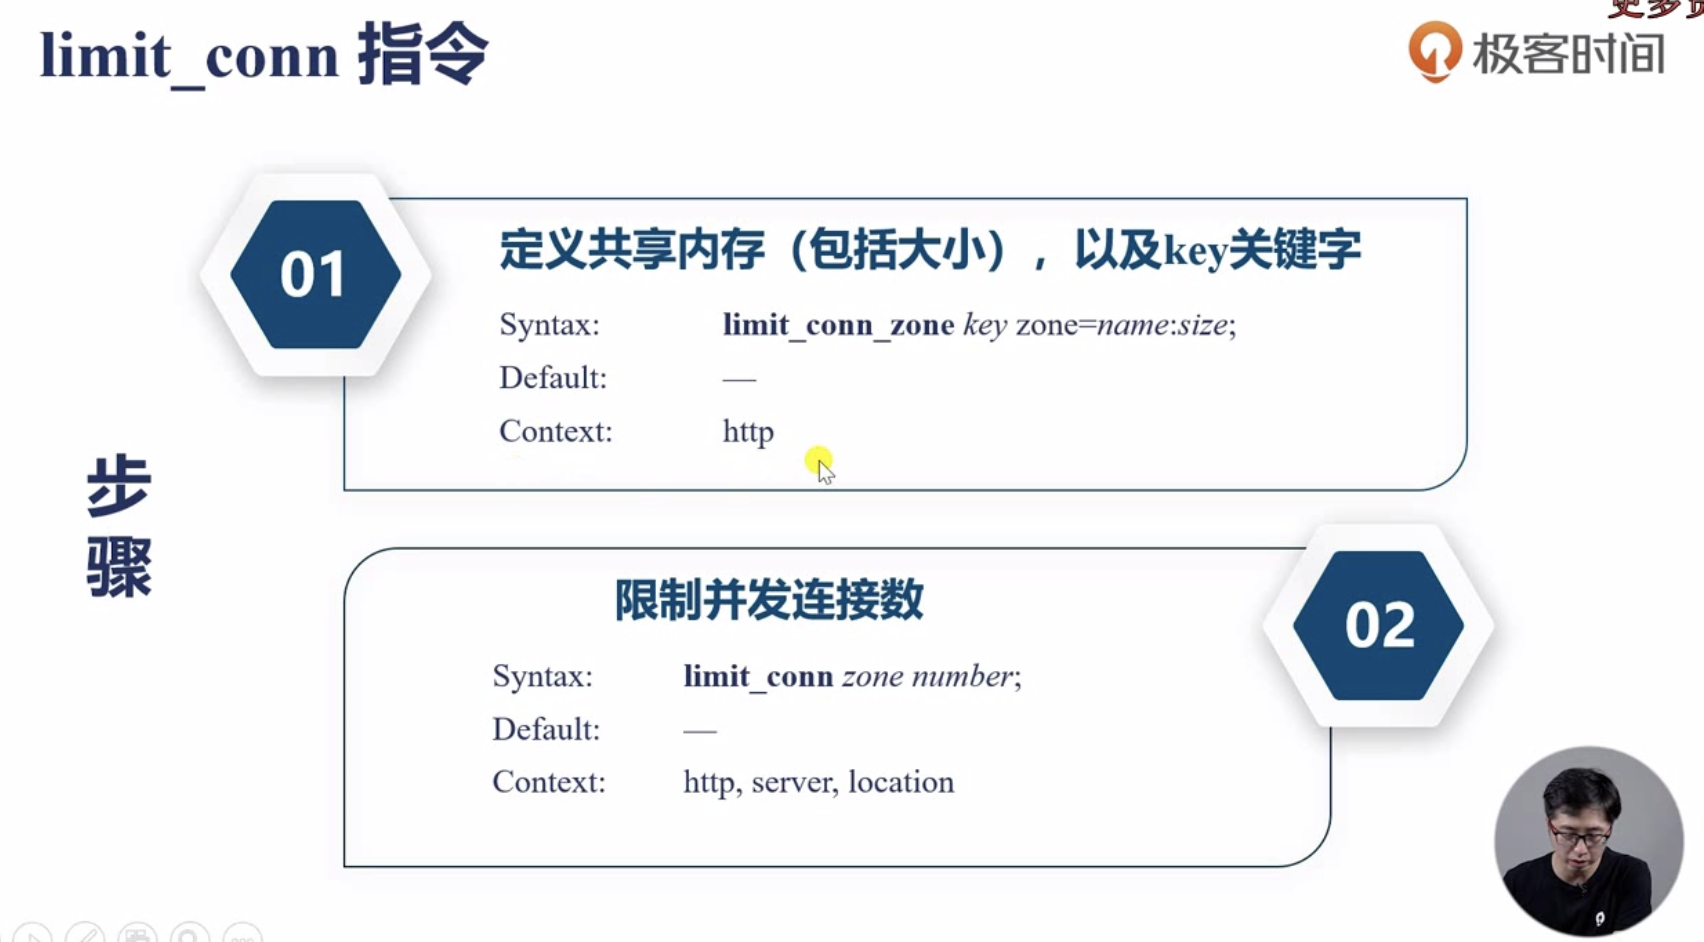 更多
limit_conn 指令
极客时间
01
定义共享内存（包括大小），以及key关键字
Syntax: limit_conn_zone key zone=name:size;
Default: —
Context: http
步
骤
限制并发连接数
02
Syntax: limit_conn zone number;
Default: —
Context: http, server, location